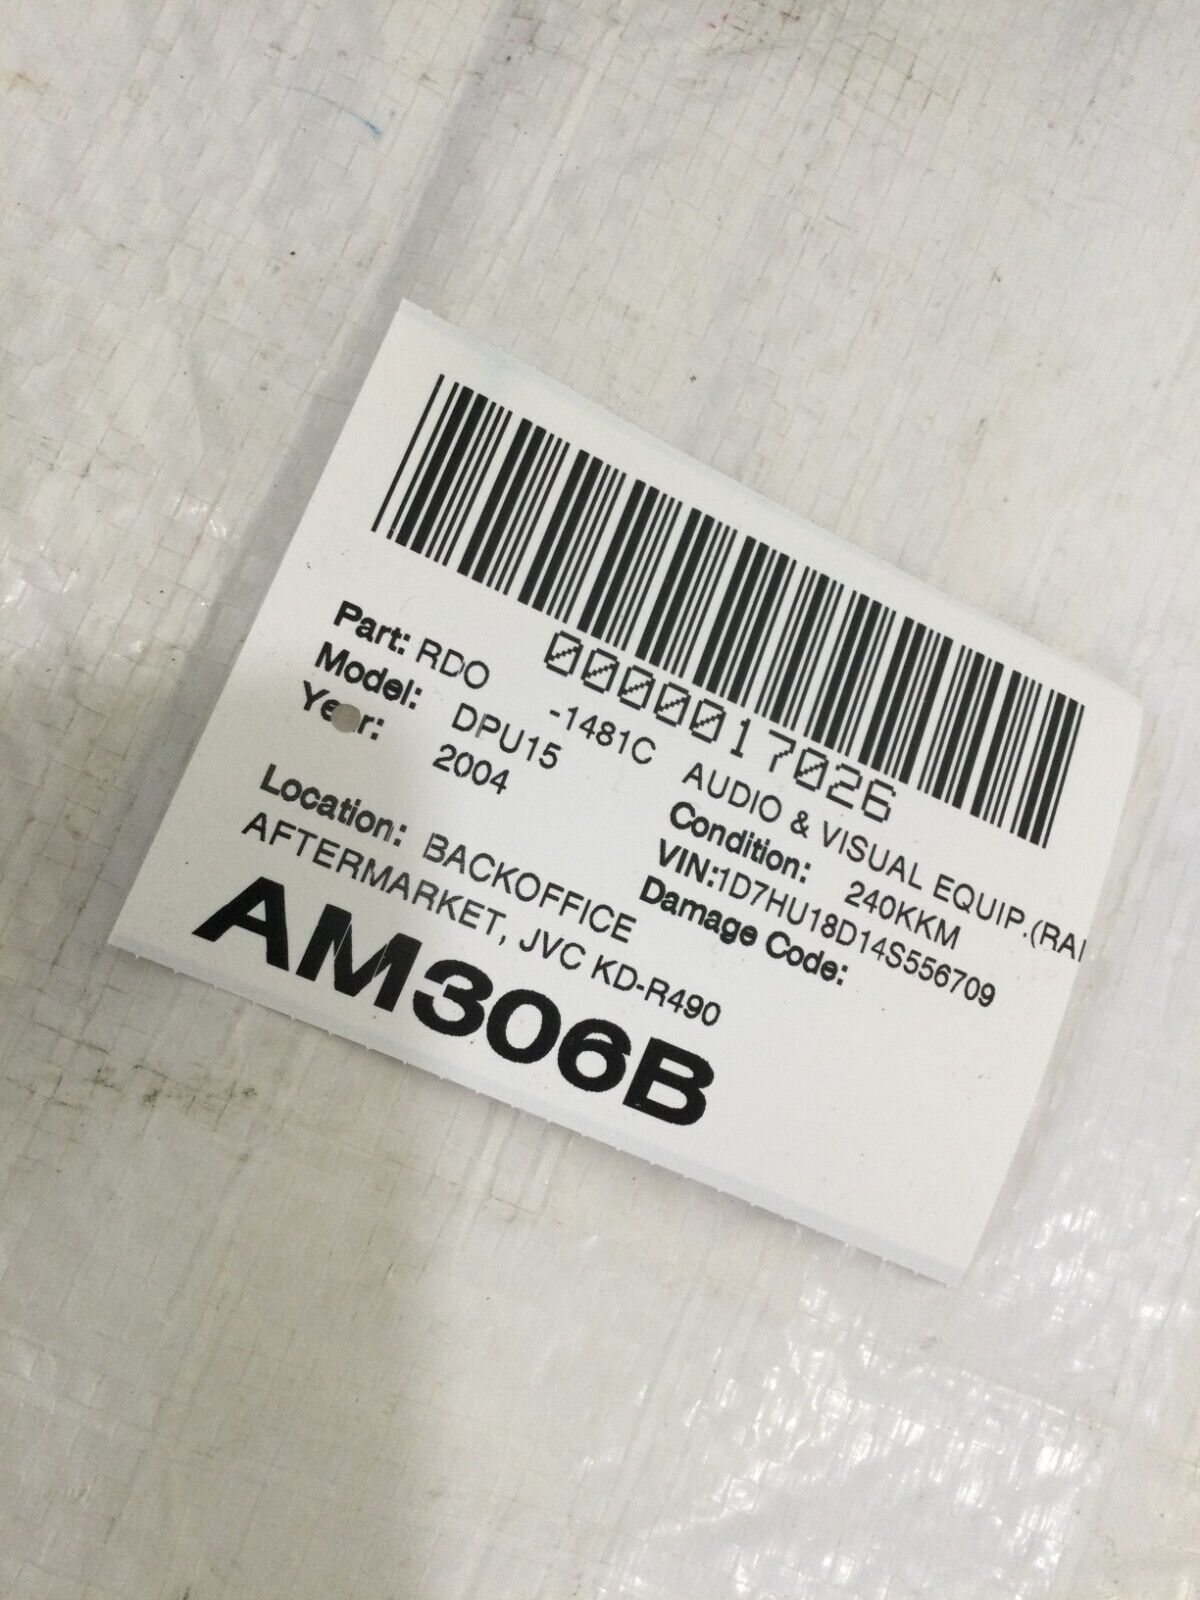 0000017026
Part: RDO -1481C AUDIO & VISUAL EQUIP.(RAI
Model: DPU15 Condition: 240KKM
Year: 2004 VIN:1D7HU18D14S556709
Damage Code:
Location: BACKOFFICE
AFTERMARKET, JVC KD-R490
AM306B